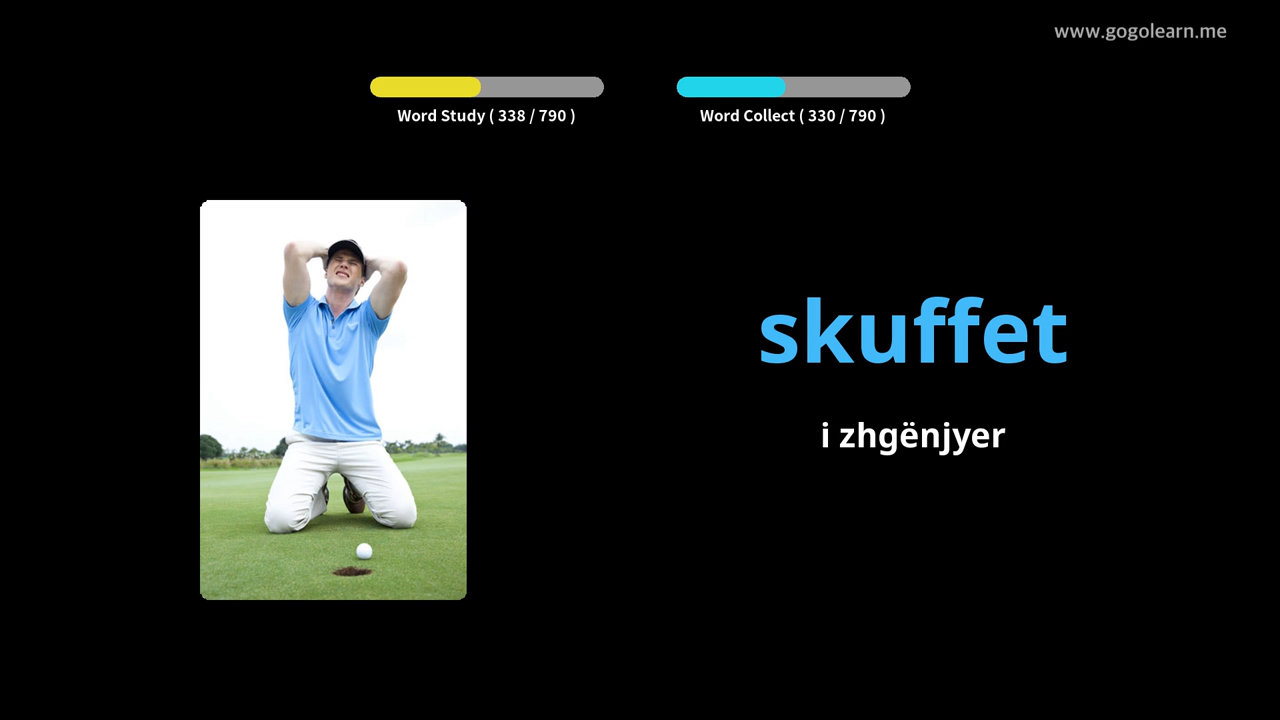 www.gogolearn.me
Word Study ( 338 / 790 )
Word Collect ( 330 / 790 )
skuffet
i zhgënjyer